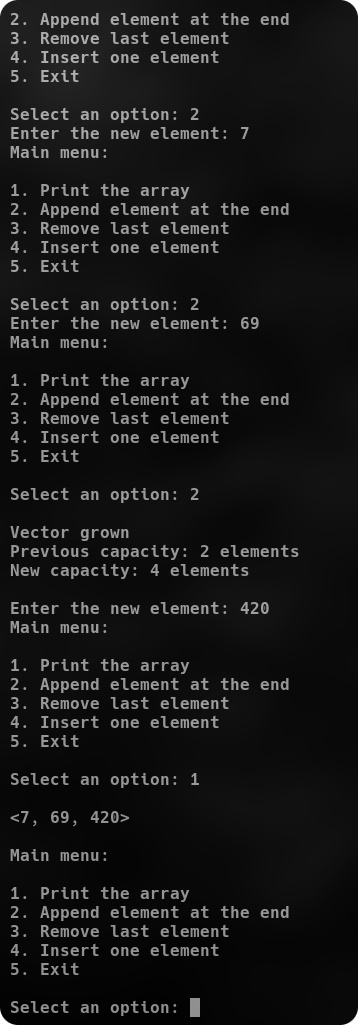 2. Append element at the end
3. Remove last element
4. Insert one element
5. Exit
Select an option: 2
Enter the new element: 7
Main menu:
1. Print the array
2. Append element at the end
3. Remove last element
4. Insert one element
5. Exit
Select an option: 2
Enter the new element: 69
Main menu:
1. Print the array
2. Append element at the end
3. Remove last element
4. Insert one element
5. Exit
Select an option: 2
Vector grown
Previous capacity: 2 elements
New capacity: 4 elements
Enter the new element: 420
Main menu:
1. Print the array
2. Append element at the end
3. Remove last element
4. Insert one element
5. Exit
Select an option: 1
<7, 69, 420>
Main menu:
1. Print the array
2. Append element at the end
3. Remove last element
4. Insert one element
5. Exit
Select an option: